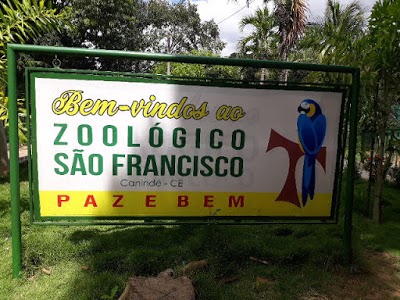 Bem-vindos ao
ZOOLÓGICO
SÃO FRANCISCO
Canindé - CE
PAZ E BEM